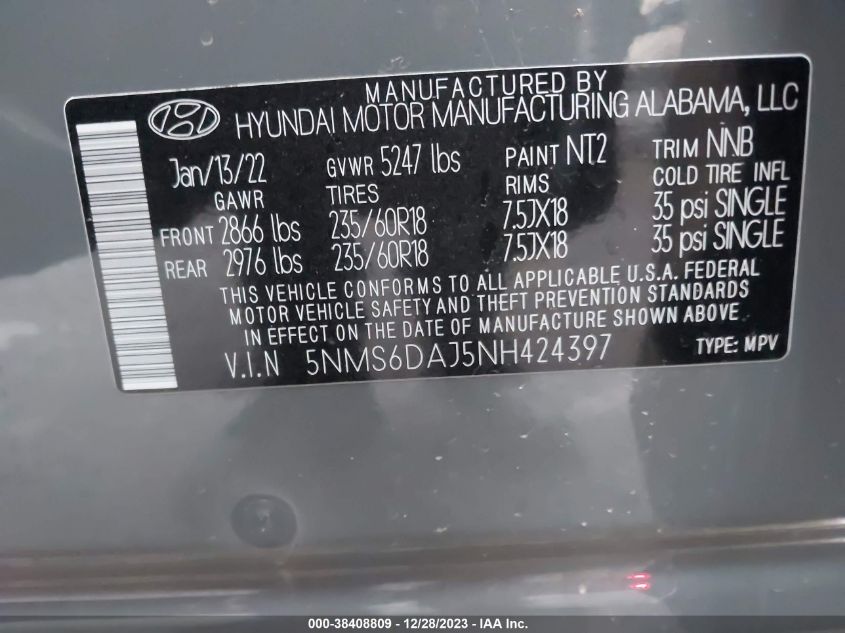 MANUFACTURED BY
HYUNDAI MOTOR MANUFACTURING ALABAMA, LLC
Jan/13/22 GVWR 5247 lbs PAINT NT2 TRIM NNB
GAWR TIRES RIMS COLD TIRE INFL
FRONT 2866 lbs 235/60R18 7.5JX18 35 psi SINGLE
REAR 2976 lbs 235/60R18 7.5JX18 35 psi SINGLE
THIS VEHICLE CONFORMS TO ALL APPLICABLE U.S.A. FEDERAL
MOTOR VEHICLE SAFETY AND THEFT PREVENTION STANDARDS
IN EFFECT ON THE DATE OF MANUFACTURE SHOWN ABOVE.
V.I.N 5NMS6DAJ5NH424397 TYPE: MPV
000-38408809 - 12/28/2023 - IAA Inc.